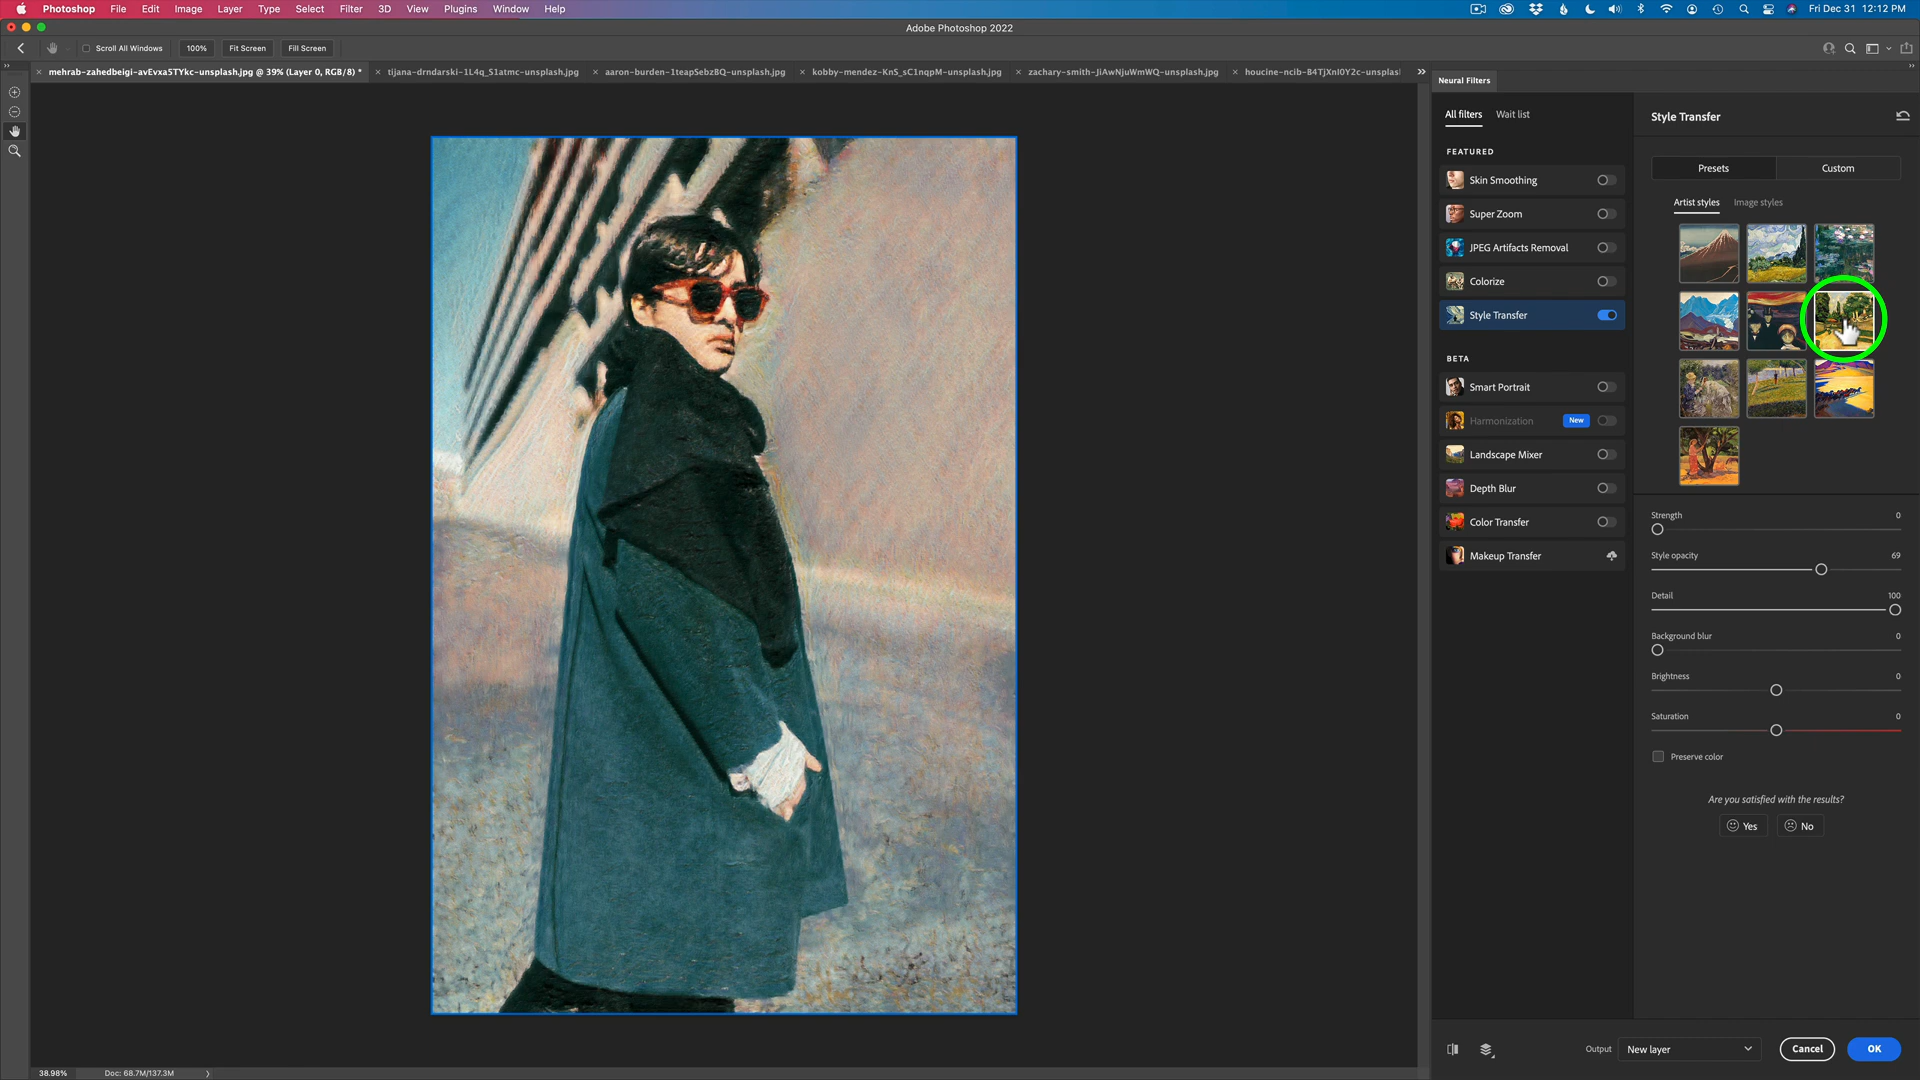 Photoshop File Edit Image Layer Type Select Filter 3D View Plugins Window Help Fri Dec 31 12:12 PM
Adobe Photoshop 2022
Scroll All Windows 100% Fit Screen Fill Screen
mehrab-zahedbeigi-avEvxa5TYkc-unsplash.jpg @ 39% (Layer 0, RGB/8) * tijana-drndarski-1L4q_S1atmc-unsplash.jpg aaron-burden-1teapSebzBQ-unsplash.jpg kobby-mendez-KnS_sC1nqpM-unsplash.jpg zachary-smith-JiAwNjuWmWQ-unsplash.jpg houcine-ncib-B4TjXnI0Y2c-unsplas
Neural Filters
All filters Wait list
Style Transfer
FEATURED
Presets Custom
Skin Smoothing
Artist styles Image styles
Super Zoom
JPEG Artifacts Removal
Colorize
Style Transfer
BETA
Smart Portrait
Harmonization New
Landscape Mixer
Depth Blur
Color Transfer
Makeup Transfer
Strength 0
Style opacity 69
Detail 100
Background blur 0
Brightness 0
Saturation 0
Preserve color
Are you satisfied with the results?
Yes No
Output New layer Cancel OK
38.98% Doc: 68.7M/137.3M